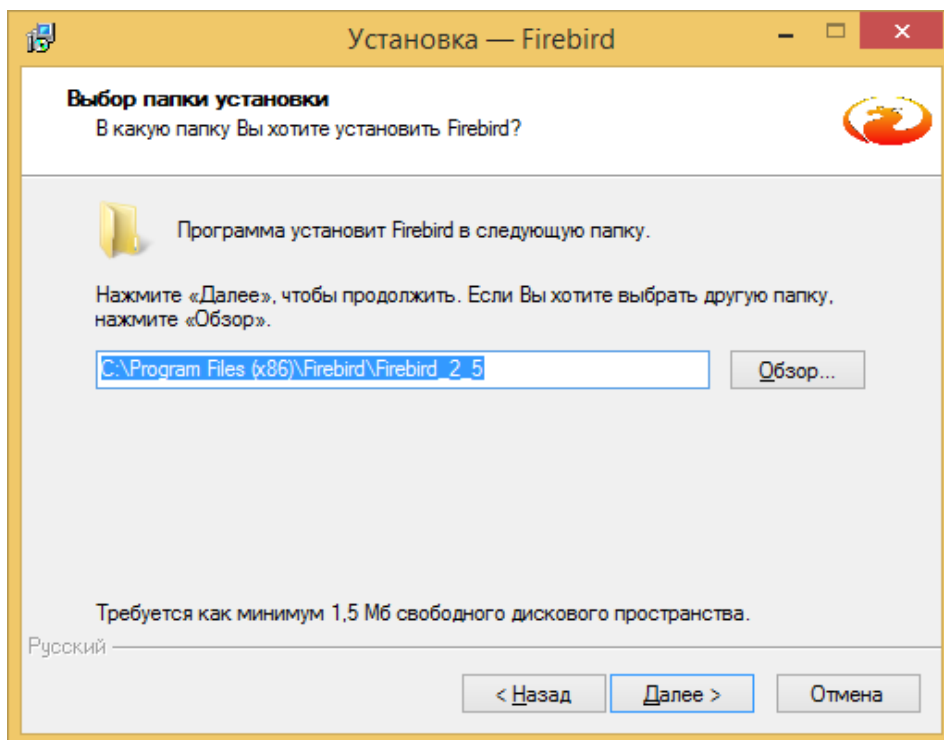 Установка — Firebird
Выбор папки установки
В какую папку Вы хотите установить Firebird?
Программа установит Firebird в следующую папку.
Нажмите «Далее», чтобы продолжить. Если Вы хотите выбрать другую папку,
нажмите «Обзор».
C:\Program Files (x86)\Firebird\Firebird_2_5
Обзор...
Требуется как минимум 1,5 Мб свободного дискового пространства.
Русский
< Назад
Далее >
Отмена